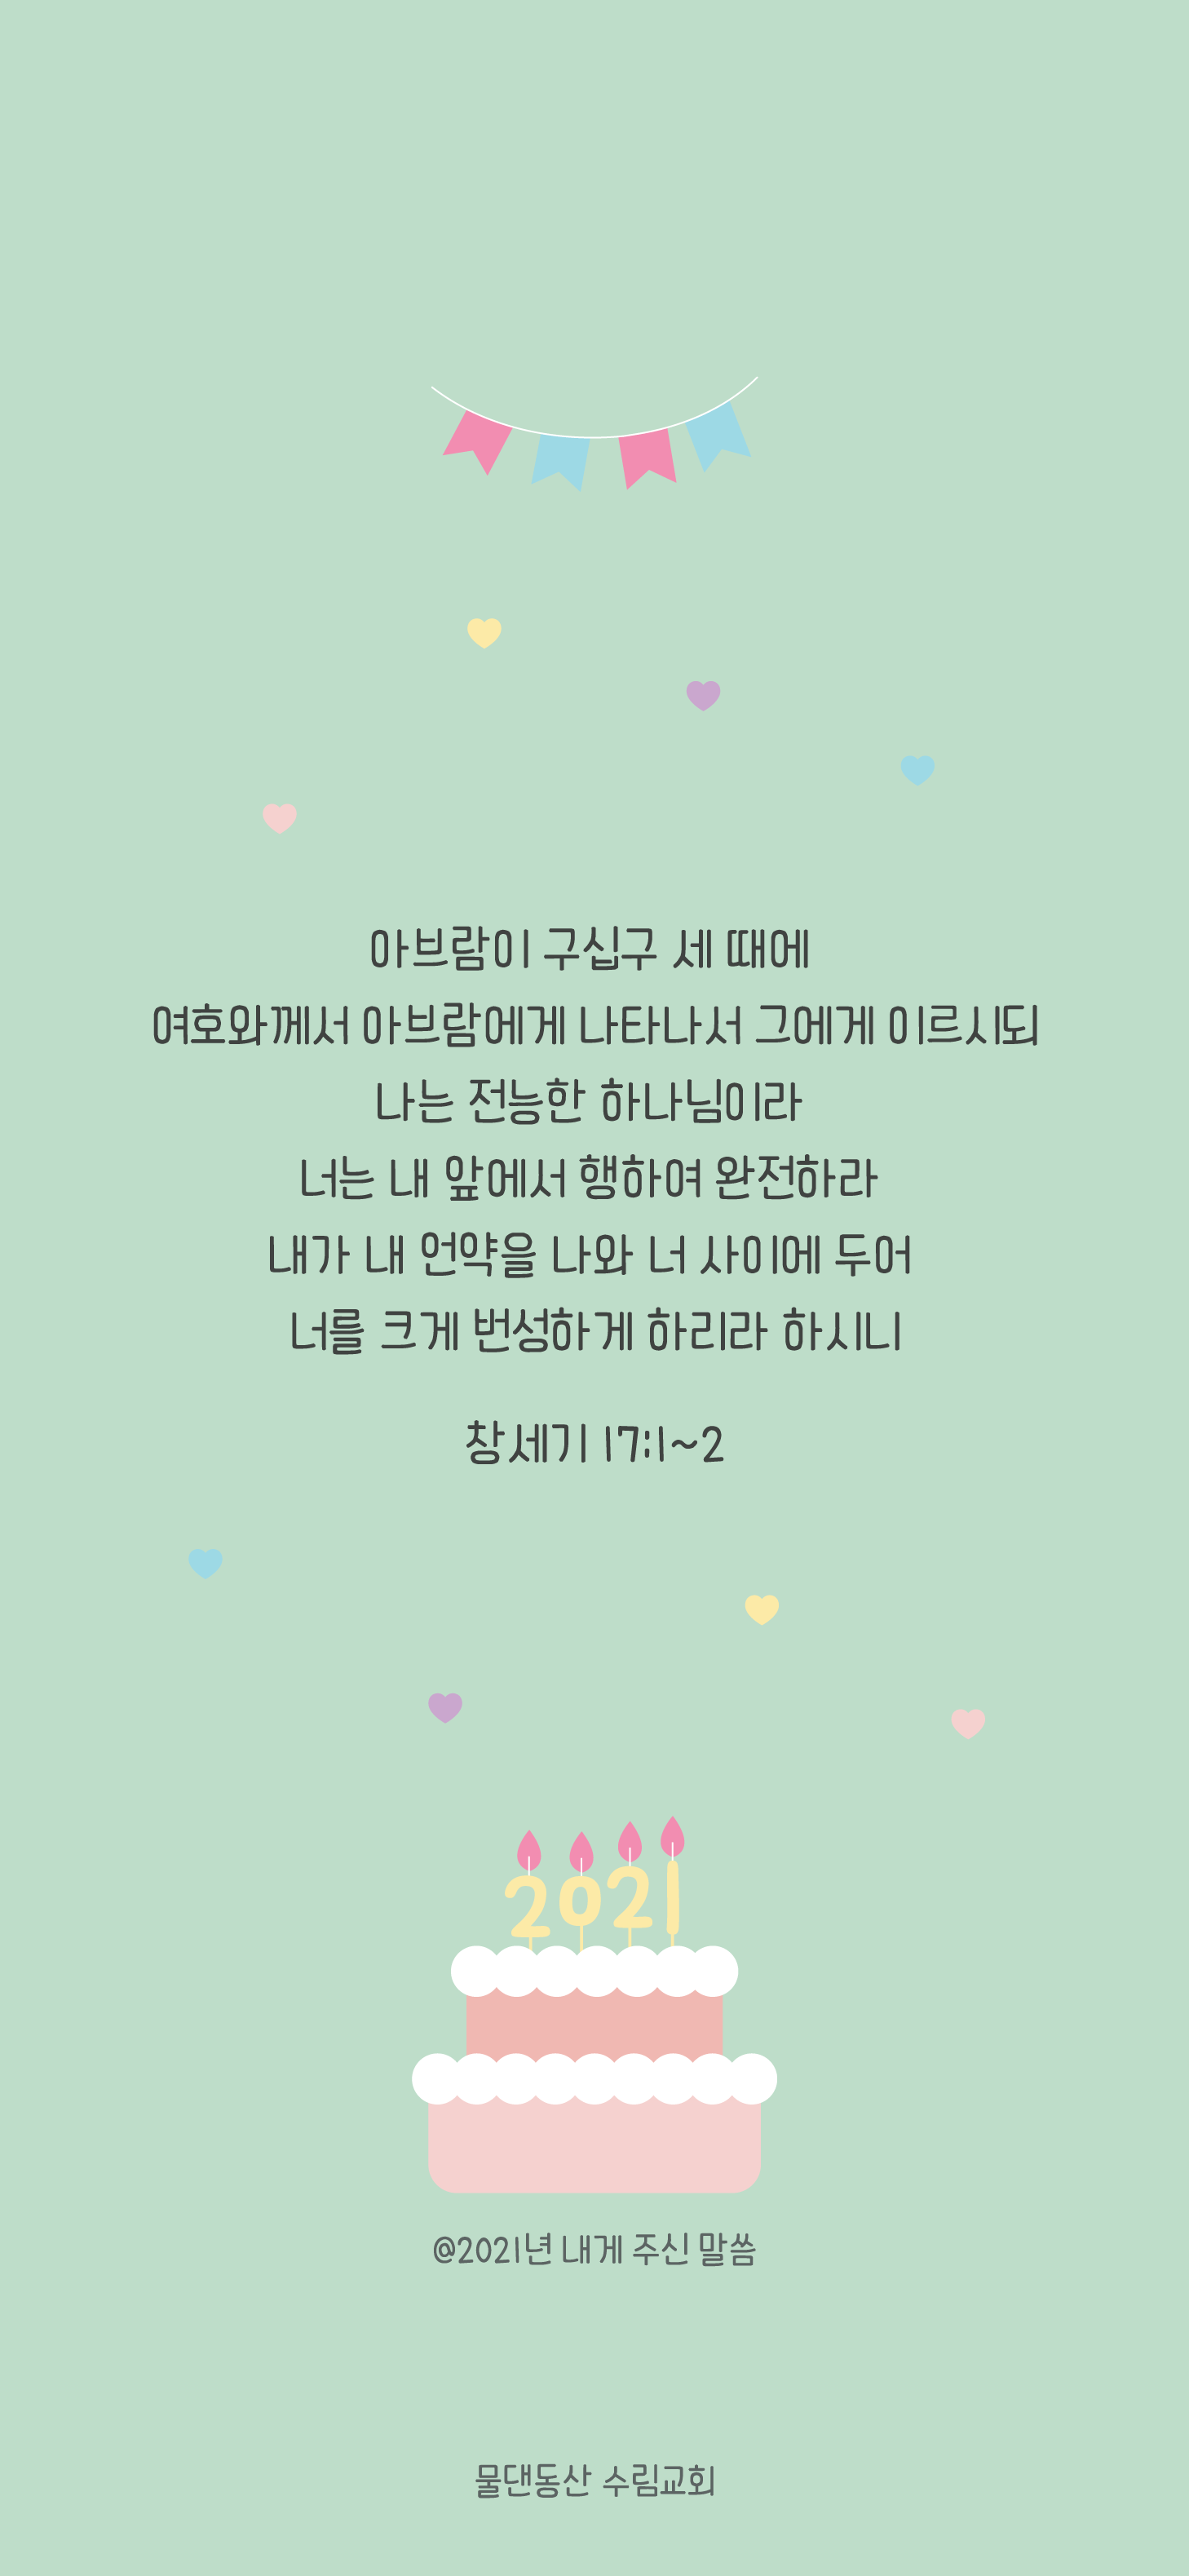 아브람이 구십구 세 때에
여호와께서 아브람에게 나타나서 그에게 이르시되
나는 전능한 하나님이라
너는 내 앞에서 행하여 완전하라
내가 내 언약을 나와 너 사이에 두어
너를 크게 번성하게 하리라 하시니
창세기 17:1~2
2021
@2021년 내게 주신 말씀
물댄동산 수림교회